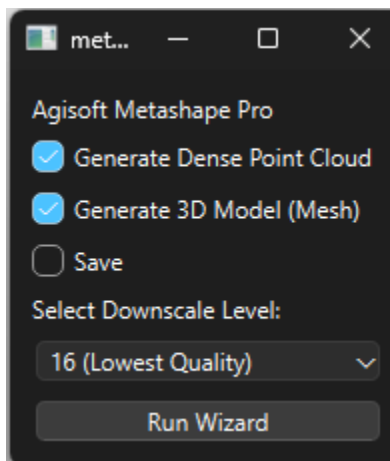 met...
Agisoft Metashape Pro
Generate Dense Point Cloud
Generate 3D Model (Mesh)
Save
Select Downscale Level:
16 (Lowest Quality)
Run Wizard